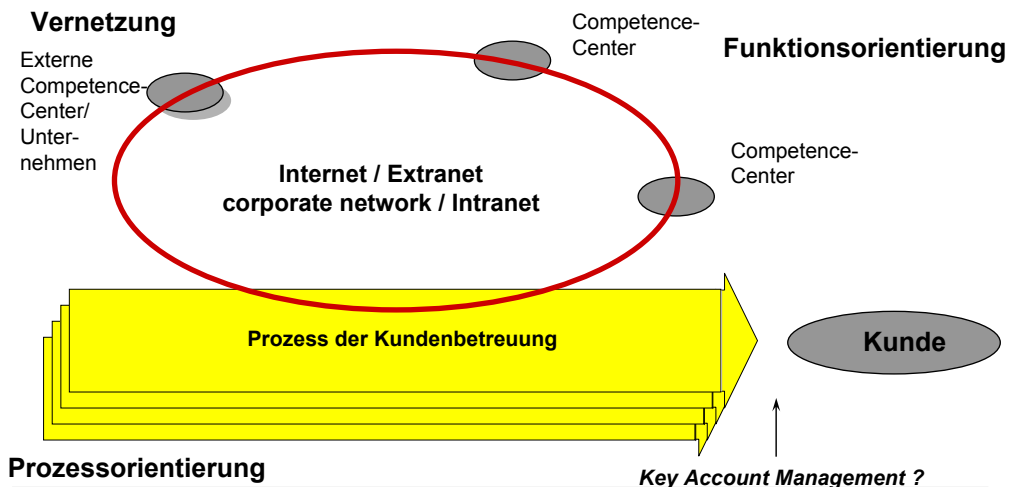 Vernetzung
Externe
Competence-
Center/
Unter-
nehmen
Competence-
Center
Funktionsorientierung
Competence-
Center
Internet / Extranet
corporate network / Intranet
Prozess der Kundenbetreuung
Kunde
Prozessorientierung
Key Account Management ?